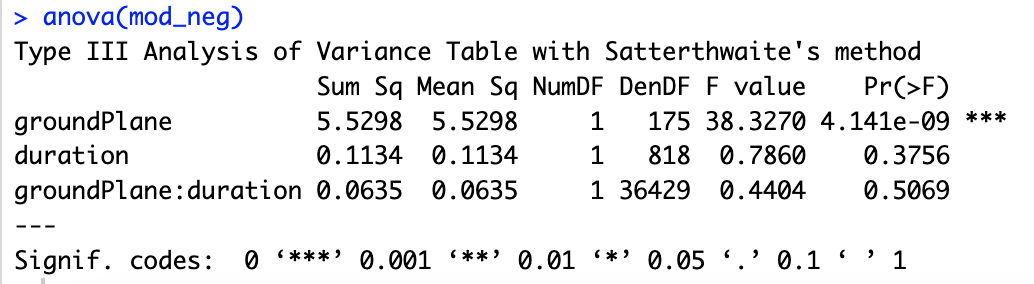 > anova(mod_neg)
Type III Analysis of Variance Table with Satterthwaite's method
Sum Sq Mean Sq NumDF DenDF F value Pr(>F)
groundPlane 5.5298 5.5298 1 175 38.3270 4.141e-09 ***
duration 0.1134 0.1134 1 818 0.7860 0.3756
groundPlane:duration 0.0635 0.0635 1 36429 0.4404 0.5069
---
Signif. codes: 0 ‘***’ 0.001 ‘**’ 0.01 ‘*’ 0.05 ‘.’ 0.1 ‘ ’ 1